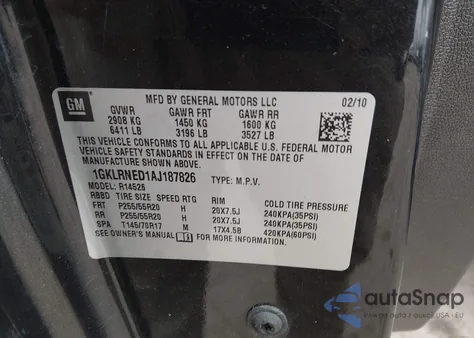 GM
MFD BY GENERAL MOTORS LLC 02/10
GVWR GAWR FRT GAWR RR
2908 KG 1450 KG 1600 KG
6411 LB 3196 LB 3527 LB
THIS VEHICLE CONFORMS TO ALL APPLICABLE U.S. FEDERAL MOTOR
VEHICLE SAFETY STANDARDS IN EFFECT ON THE DATE OF
MANUFACTURE SHOWN ABOVE.
1GKLRNED1AJ187826 TYPE: M.P.V.
MODEL: R14526
RBBD TIRE SIZE SPEED RTG RIM COLD TIRE PRESSURE
FRT P255/55R20 H 20X7.5J 240KPA(35PSI)
RR P255/55R20 H 20X7.5J 240KPA(35PSI)
SPA T145/70R17 M 17X4.5B 420KPA(60PSI)
SEE OWNER'S MANUAL FOR ADDITIONAL INFORMATION
autoSnap